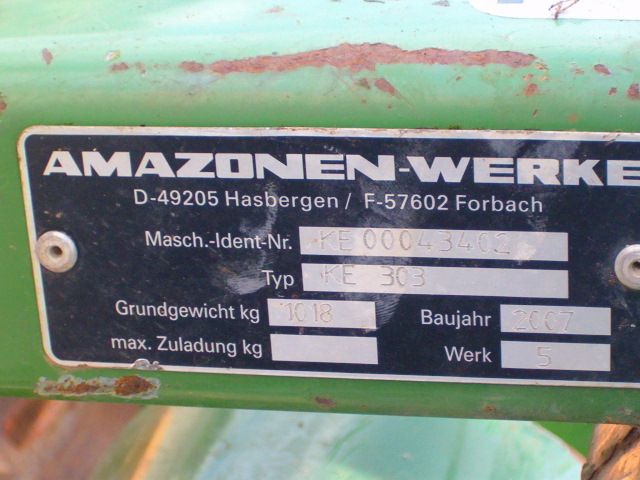 AMAZONEN-WERKE
D-49205 Hasbergen / F-57602 Forbach
Masch.-Ident-Nr. KE 00043402
Typ KE 303
Grundgewicht kg 1018 Baujahr 2007
max. Zuladung kg Werk 5